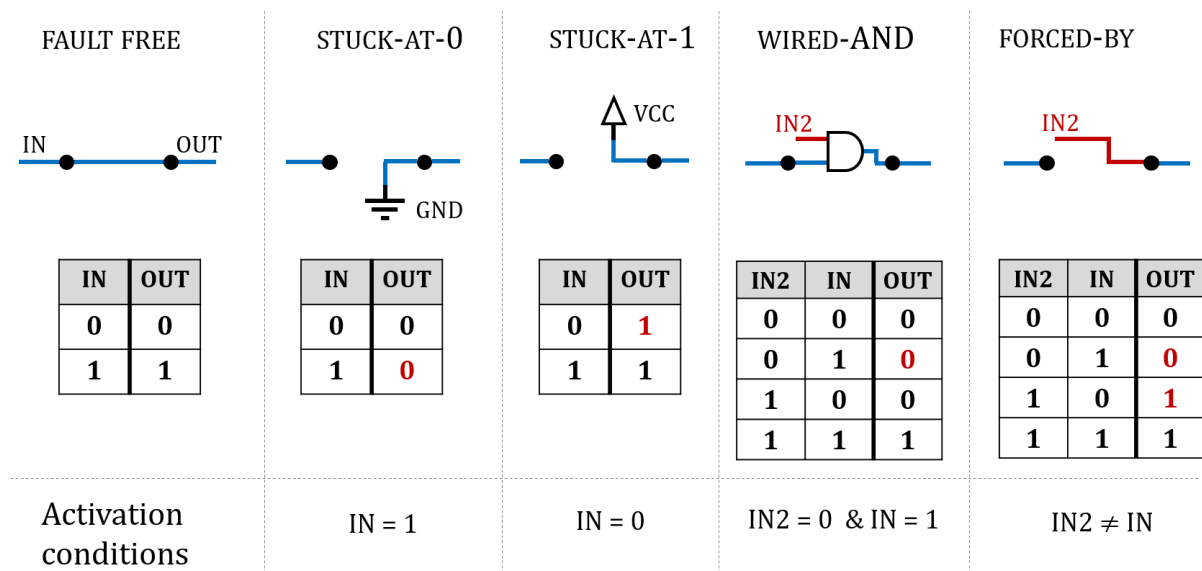 FAULT FREE
STUCK-AT-0
STUCK-AT-1
WIRED-AND
FORCED-BY
IN
OUT
GND
VCC
IN2
IN2
IN OUT
0 0
1 1
IN OUT
0 0
1 0
IN OUT
0 1
1 1
IN2 IN OUT
0 0 0
0 1 0
1 0 0
1 1 1
IN2 IN OUT
0 0 0
0 1 0
1 0 1
1 1 1
Activation
conditions
IN = 1
IN = 0
IN2 = 0 & IN = 1
IN2 ≠ IN